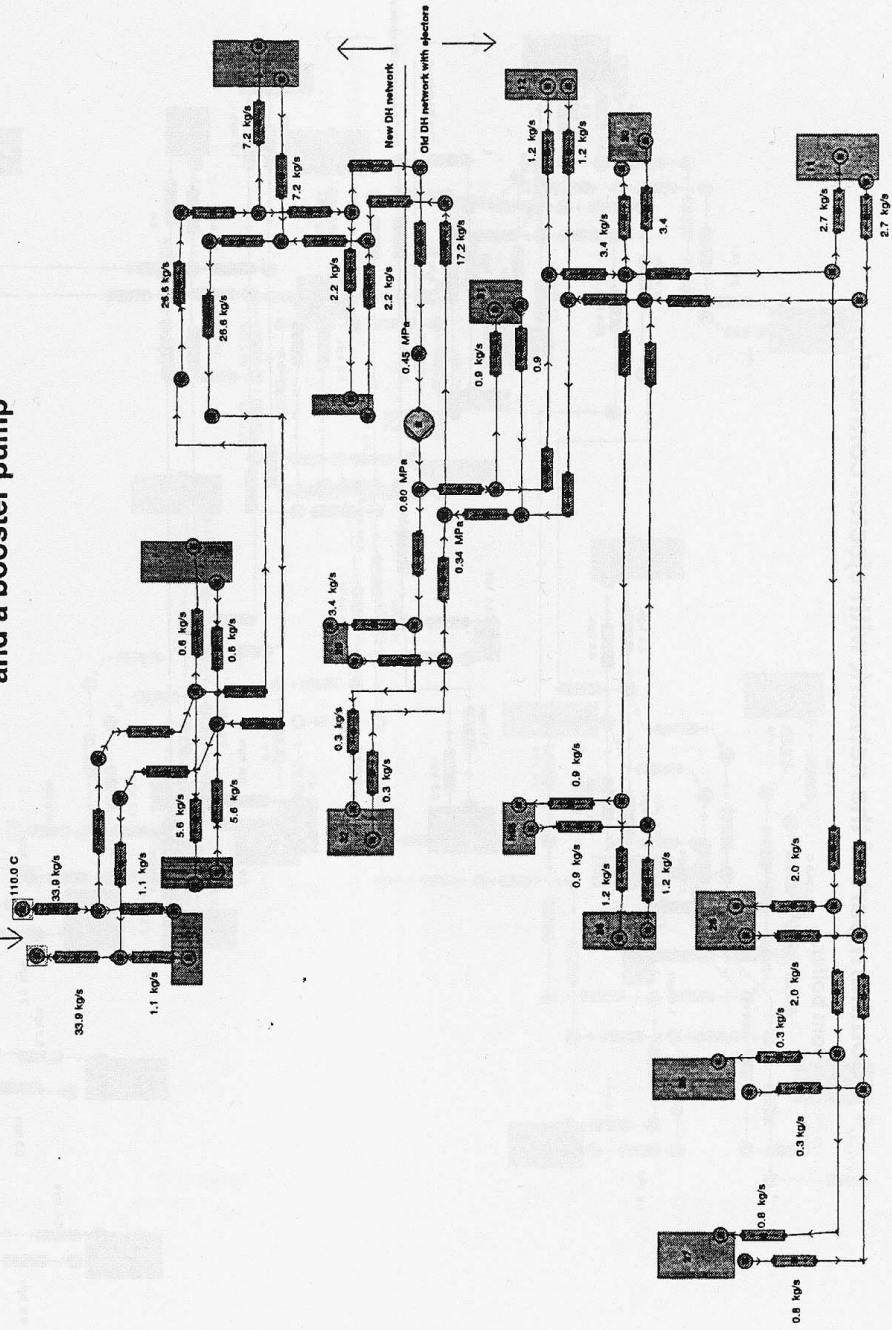 and a booster pump
110.0 C
33.9 kg/s
33.9 kg/s
1.1 kg/s
1.1 kg/s
5.6 kg/s
5.6 kg/s
0.6 kg/s
0.6 kg/s
26.6 kg/s
26.6 kg/s
7.2 kg/s
7.2 kg/s
2.2 kg/s
2.2 kg/s
New DH network
Old DH network with ejectors
17.2 kg/s
0.45 MPa
0.60 MPa
0.34 MPa
3.4 kg/s
0.3 kg/s
0.3 kg/s
0.9 kg/s
0.9
1.2 kg/s
1.2 kg/s
12
3.4 kg/s
3.4
11
2.7 kg/s
2.7 kg/s
0.9 kg/s
0.9 kg/s
1.2 kg/s
1.2 kg/s
2.0 kg/s
2.0 kg/s
0.3 kg/s
0.3 kg/s
0.8 kg/s
0.8 kg/s